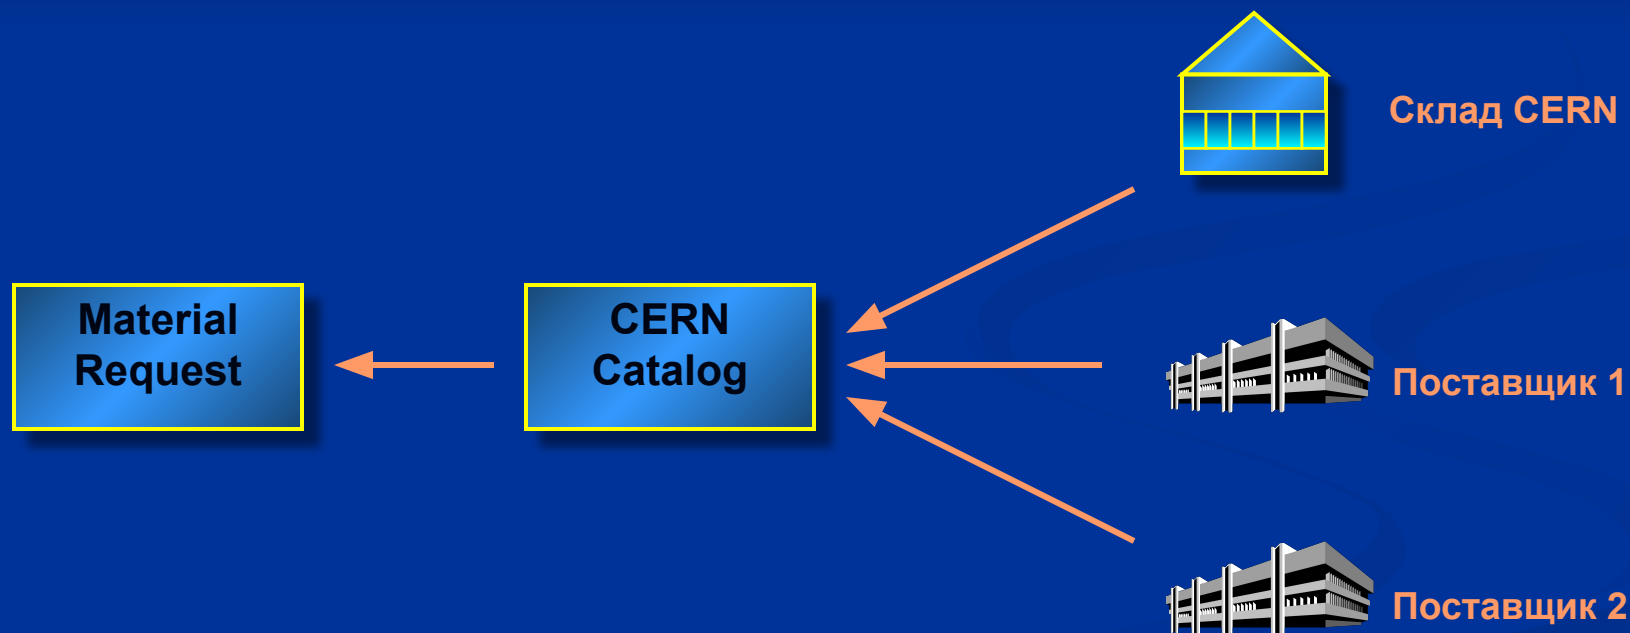 Склад CERN
Material
Request
CERN
Catalog
Поставщик 1
Поставщик 2